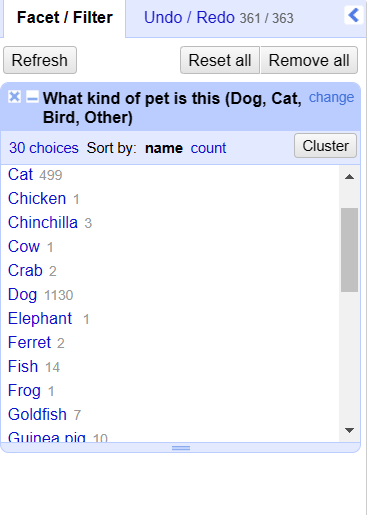 Facet / Filter Undo / Redo 361 / 363
Refresh Reset all Remove all
What kind of pet is this (Dog, Cat, change
Bird, Other)
30 choices Sort by: name count Cluster
Cat 499
Chicken 1
Chinchilla 3
Cow 1
Crab 2
Dog 1130
Elephant 1
Ferret 2
Fish 14
Frog 1
Goldfish 7
Guinea pig 10